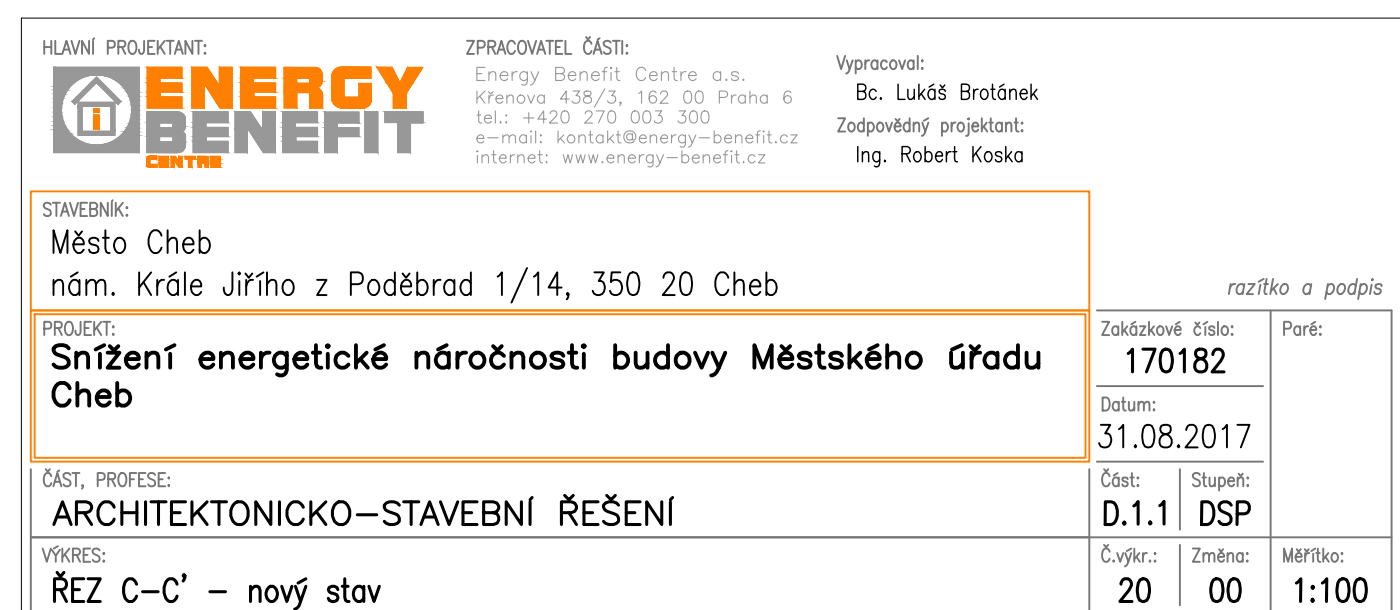 HLAVNÍ PROJEKTANT:
ENERGY
BENEFIT
CENTRE
ZPRACOVATEL ČÁSTI:
Energy Benefit Centre a.s.
Křenova 438/3, 162 00 Praha 6
tel.: +420 270 003 300
e-mail: kontakt@energy-benefit.cz
internet: www.energy-benefit.cz
Vypracoval:
Bc. Lukáš Brotánek
Zodpovědný projektant:
Ing. Robert Koska
STAVEBNÍK:
Město Cheb
nám. Krále Jiřího z Poděbrad 1/14, 350 20 Cheb
razítko a podpis
PROJEKT:
Snížení energetické náročnosti budovy Městského úřadu
Cheb
Zakázkové číslo:
170182
Paré:
Datum:
31.08.2017
ČÁST, PROFESE:
ARCHITEKTONICKO-STAVEBNÍ ŘEŠENÍ
Část:
D.1.1
Stupeň:
DSP
VÝKRES:
ŘEZ C-C' - nový stav
Č.výkr.:
20
Změna:
00
Měřítko:
1:100